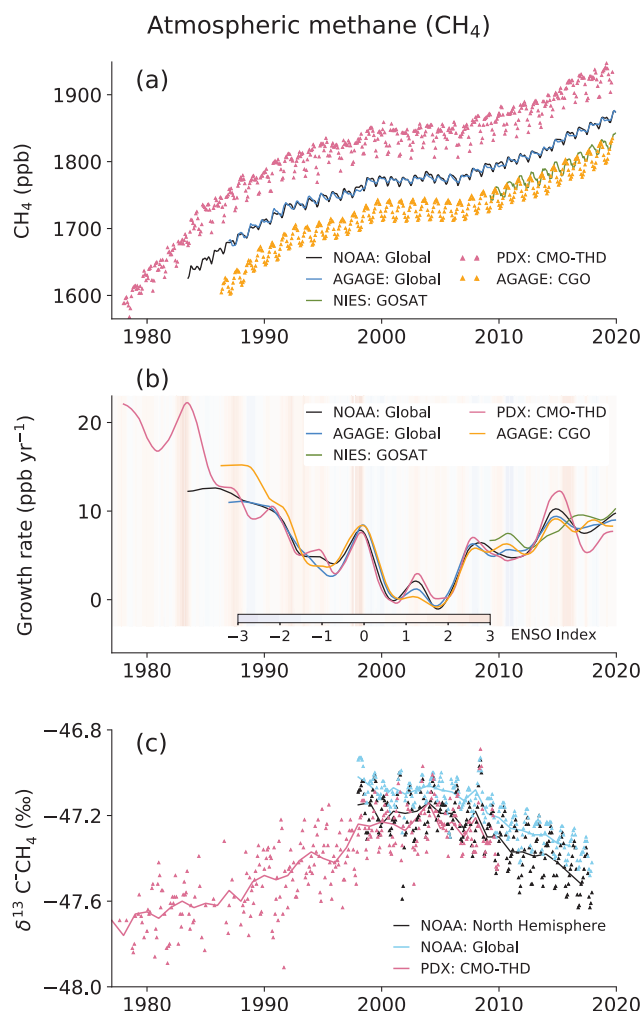 Atmospheric methane (CH₄)
(a)
CH₄ (ppb)
1900
1800
1700
1600
NOAA: Global
AGAGE: Global
NIES: GOSAT
PDX: CMO-THD
AGAGE: CGO
1980 1990 2000 2010 2020
(b)
Growth rate (ppb yr⁻¹)
20
10
0
NOAA: Global
AGAGE: Global
NIES: GOSAT
PDX: CMO-THD
AGAGE: CGO
−3 −2 −1 0 1 2 3 ENSO Index
1980 1990 2000 2010 2020
(c)
δ¹³ C⁻CH₄ (‰)
−46.8
−47.2
−47.6
−48.0
NOAA: North Hemisphere
NOAA: Global
PDX: CMO-THD
1980 1990 2000 2010 2020